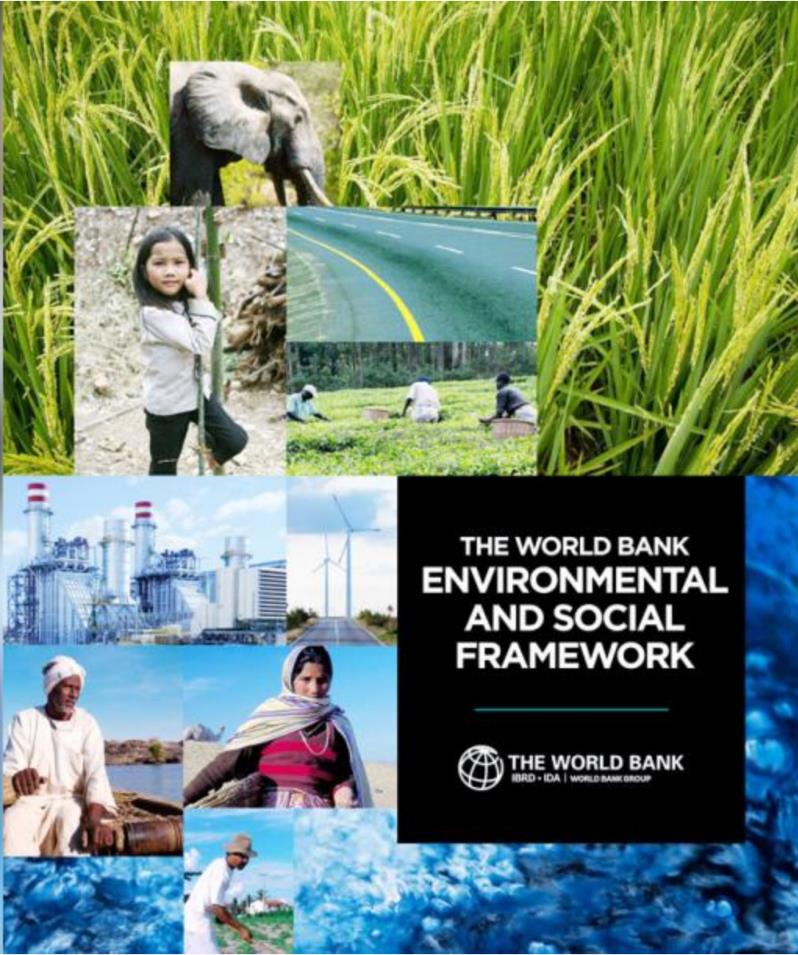 THE WORLD BANK
ENVIRONMENTAL
AND SOCIAL
FRAMEWORK
THE WORLD BANK
IBRD • IDA | WORLD BANK GROUP